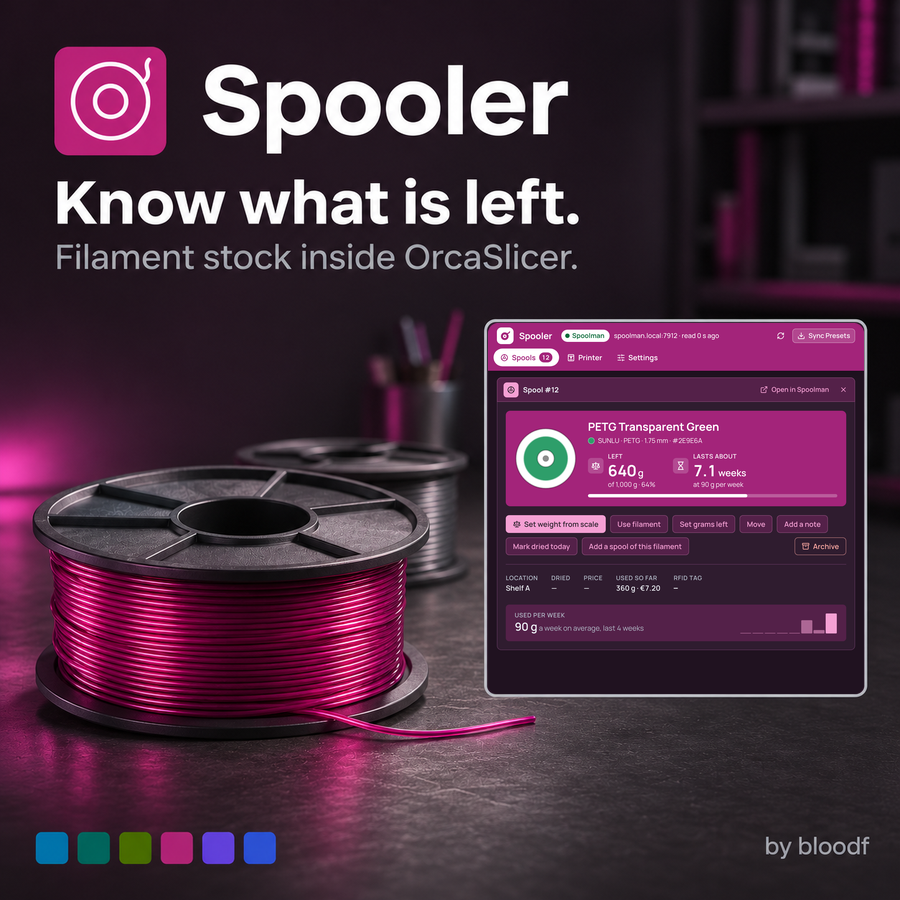 Spooler
Know what is left.
Filament stock inside OrcaSlicer.
Spooler Spoolman spoolman.local:7912 · read 0 s ago Sync Presets
Spools 12 Printer Settings
Spool #12 Open in Spoolman ×
PETG Transparent Green
SUNLU · PETG · 1.75 mm · #2E9E6A
LEFT LASTS ABOUT
640 g 7.1 weeks
of 1,000 g · 64% at 90 g per week
Set weight from scale Use filament Set grams left Move Add a note
Mark dried today Add a spool of this filament Archive
LOCATION DRIED PRICE USED SO FAR RFID TAG
Shelf A – – 360 g · €7.20 –
USED PER WEEK
90 g a week on average, last 4 weeks
by bloodf